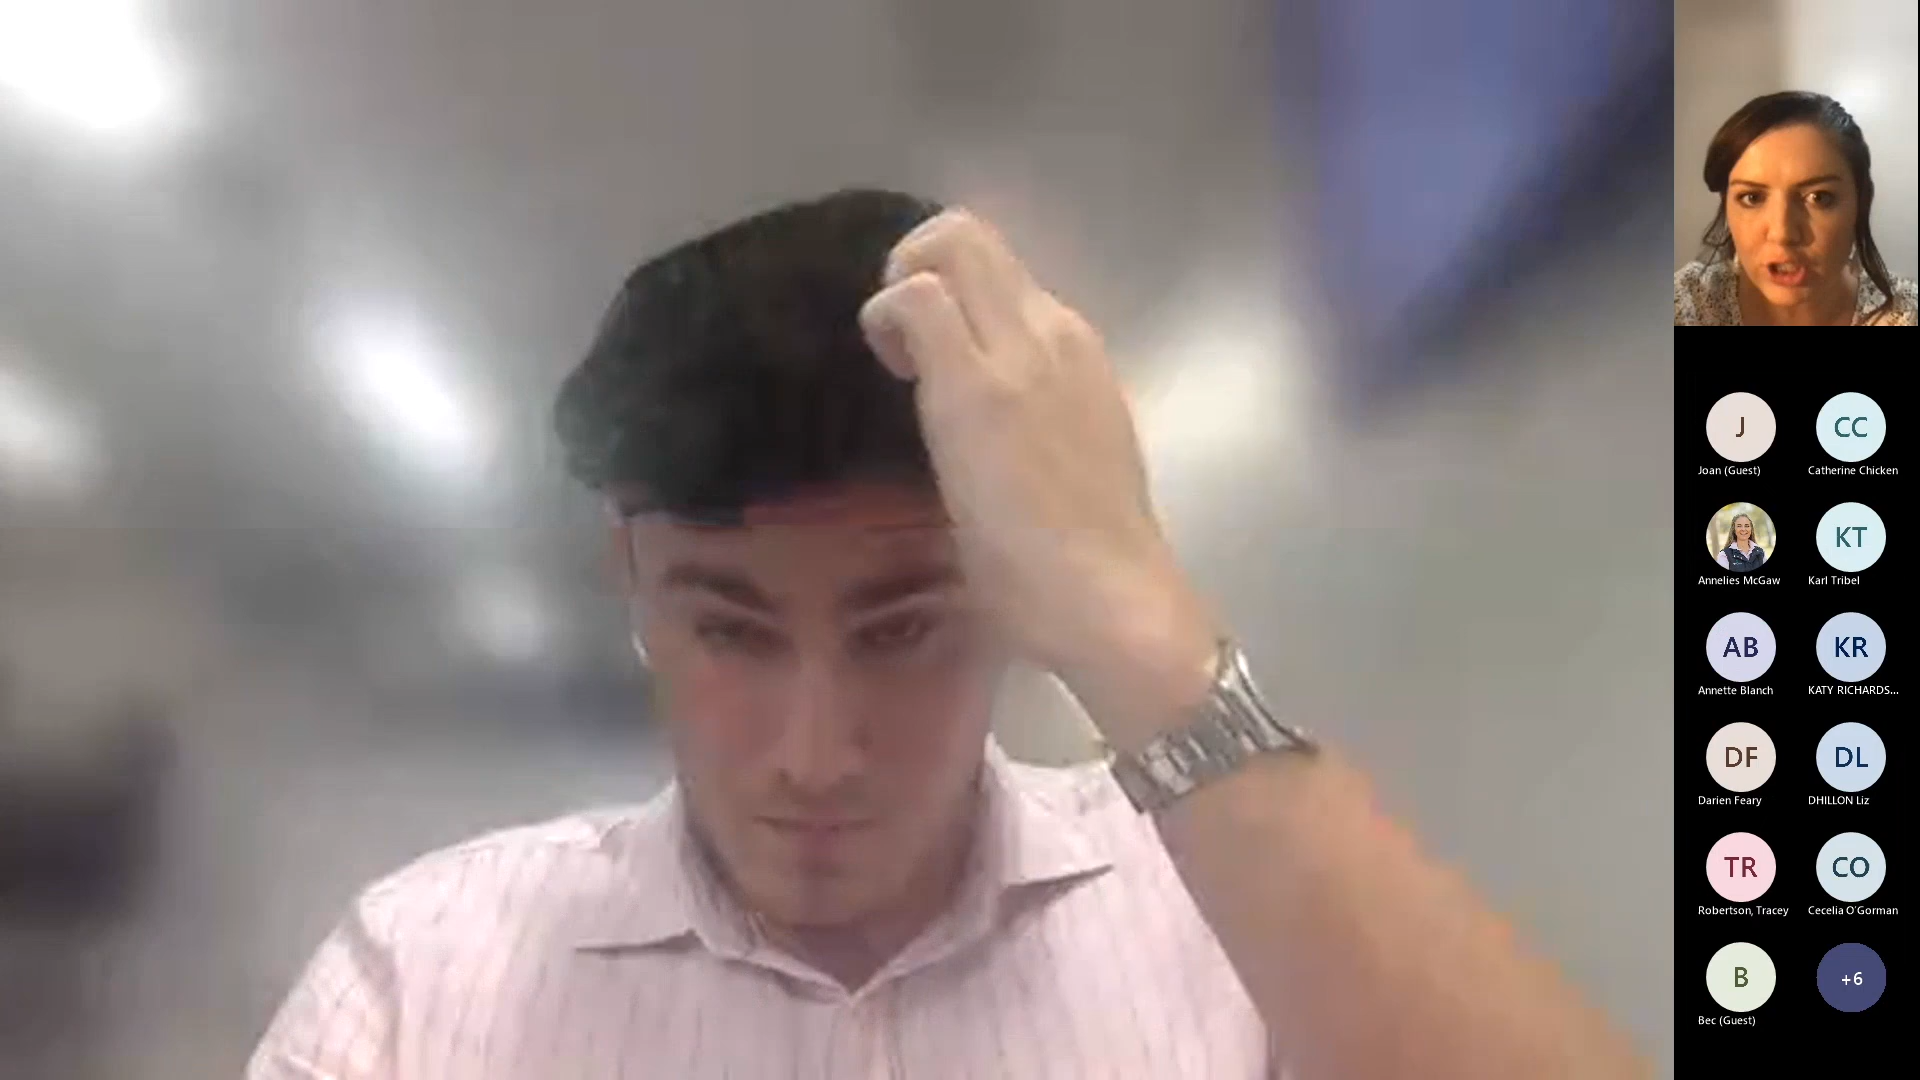 J
CC
Joan (Guest)
Catherine Chicken
KT
Annelies McGaw
Karl Tribel
AB
KR
Annette Blanch
KATY RICHARDS...
DF
DL
Darien Feary
DHILLON Liz
TR
CO
Robertson, Tracey
Cecelia O'Gorman
B
+6
Bec (Guest)